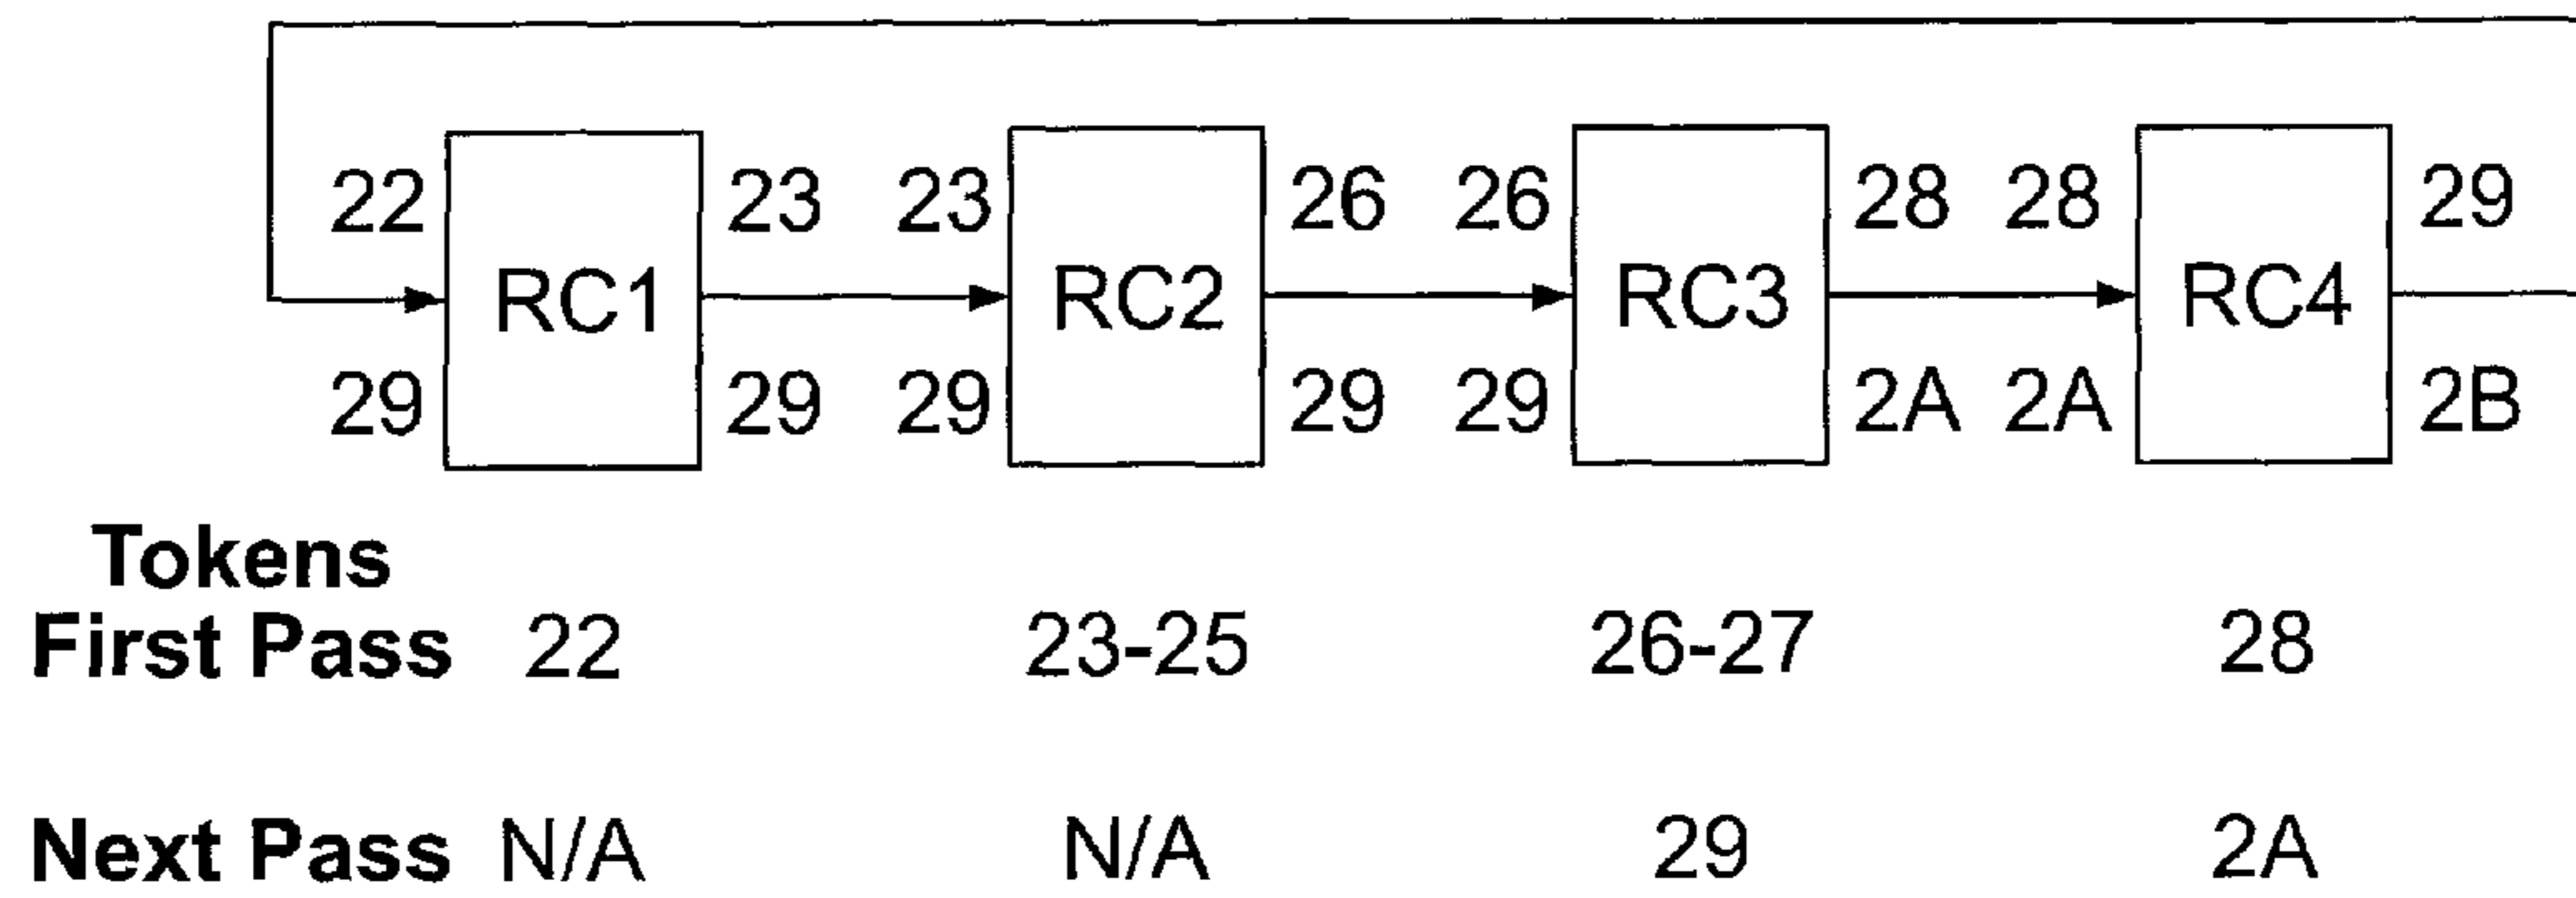 22 23 23 26 26 28 28 29
RC1 RC2 RC3 RC4
29 29 29 29 29 2A 2A 2B
Tokens
First Pass 22 23-25 26-27 28
Next Pass N/A N/A 29 2A